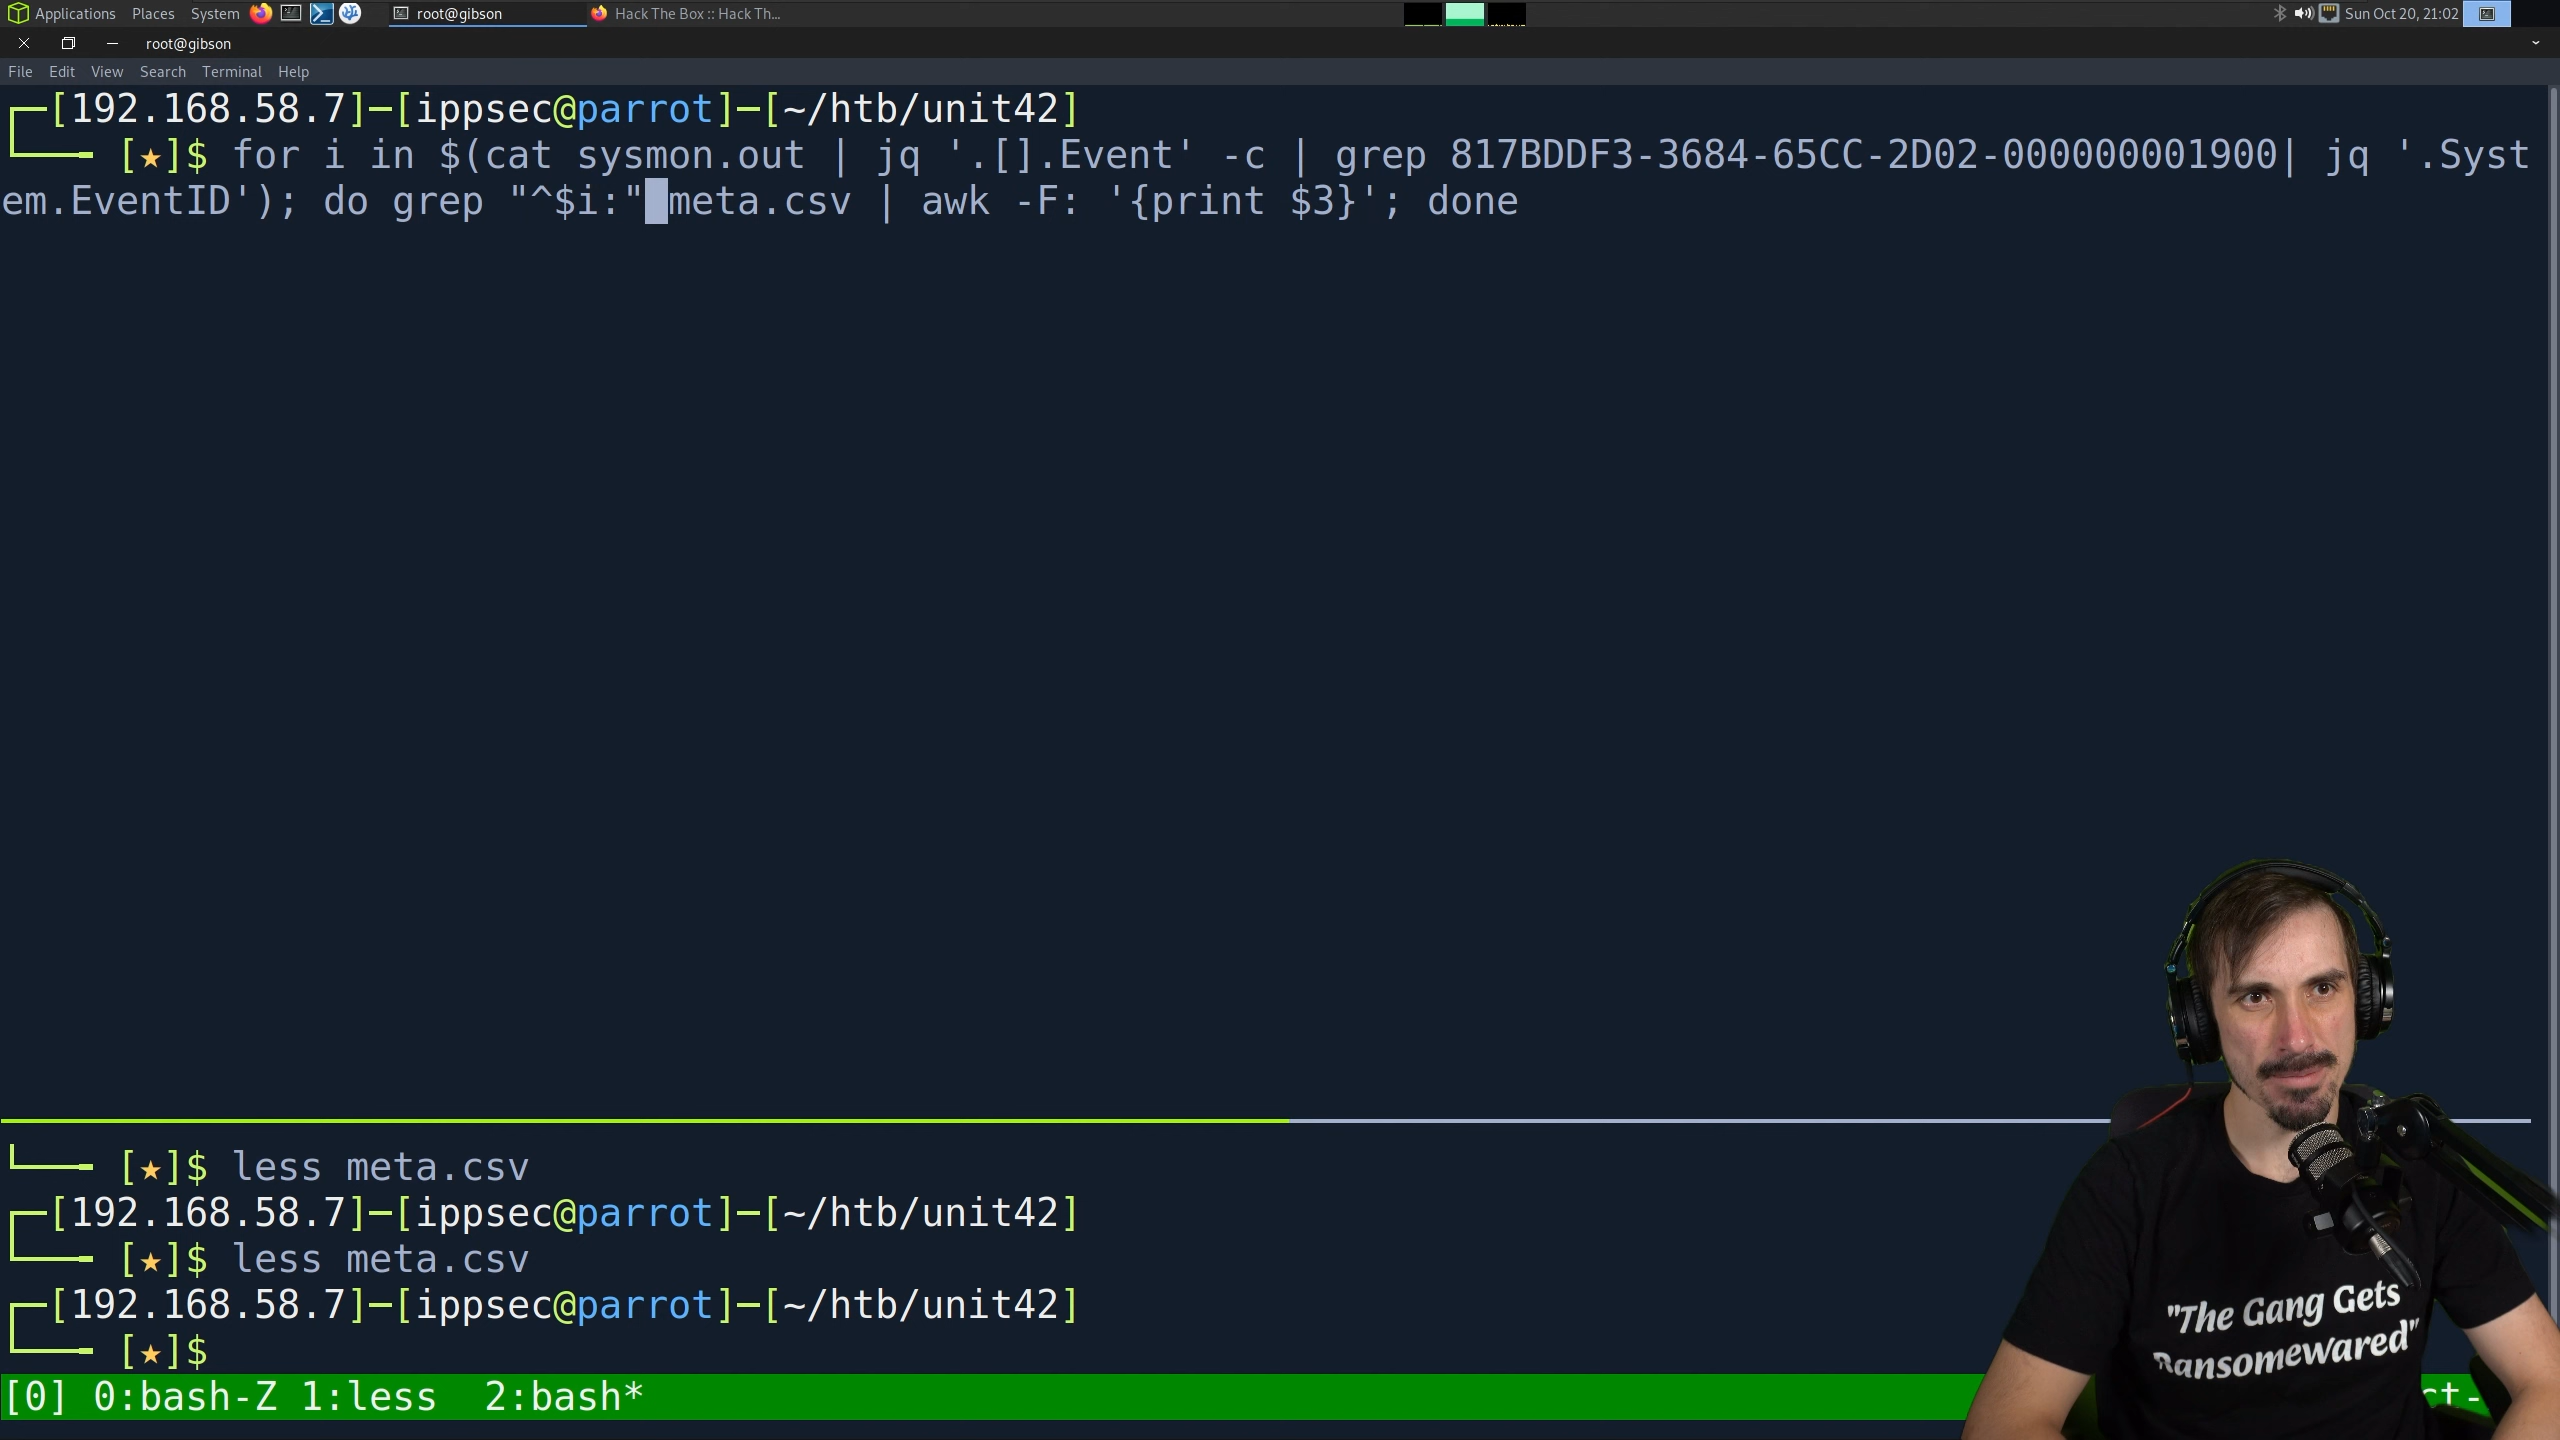 Applications Places System root@gibson Hack The Box :: Hack Th... Sun Oct 20, 21:02
root@gibson
File Edit View Search Terminal Help
[192.168.58.7]─[ippsec@parrot]─[~/htb/unit42]
[★]$ for i in $(cat sysmon.out | jq '.[].Event' -c | grep 817BDDF3-3684-65CC-2D02-000000001900| jq '.Syst
em.EventID'); do grep "^$i:" meta.csv | awk -F: '{print $3}'; done
[★]$ less meta.csv
[192.168.58.7]─[ippsec@parrot]─[~/htb/unit42]
[★]$ less meta.csv
[192.168.58.7]─[ippsec@parrot]─[~/htb/unit42]
[★]$
[0] 0:bash-Z 1:less 2:bash*
"The Gang Gets
Ransomewared"